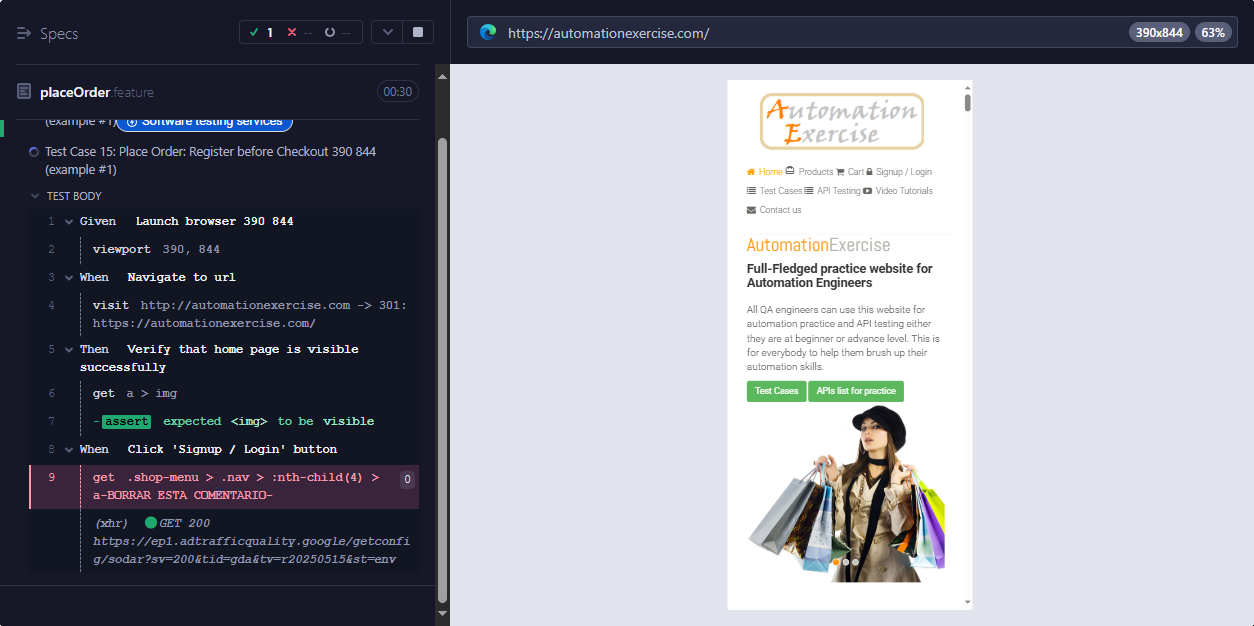 Specs
1
--
--
placeOrder.feature
00:30
(example #1)
Software testing services
Test Case 15: Place Order: Register before Checkout 390 844
(example #1)
TEST BODY
1 Given Launch browser 390 844
2 viewport 390, 844
3 When Navigate to url
4 visit http://automationexercise.com -> 301:
https://automationexercise.com/
5 Then Verify that home page is visible
successfully
6 get a > img
7 -assert expected <img> to be visible
8 When Click 'Signup / Login' button
9 get .shop-menu > .nav > :nth-child(4) >
a-BORRAR ESTA COMENTARIO-
0
(xhr) GET 200
https://ep1.adtrafficquality.google/getconfi
g/sodar?sv=200&tid=gda&tv=r20250515&st=env
https://automationexercise.com/
390x844
63%
Automation
Exercise
Home Products Cart Signup / Login
Test Cases API Testing Video Tutorials
Contact us
AutomationExercise
Full-Fledged practice website for
Automation Engineers
All QA engineers can use this website for
automation practice and API testing either
they are at beginner or advance level. This is
for everybody to help them brush up their
automation skills.
Test Cases APIs list for practice